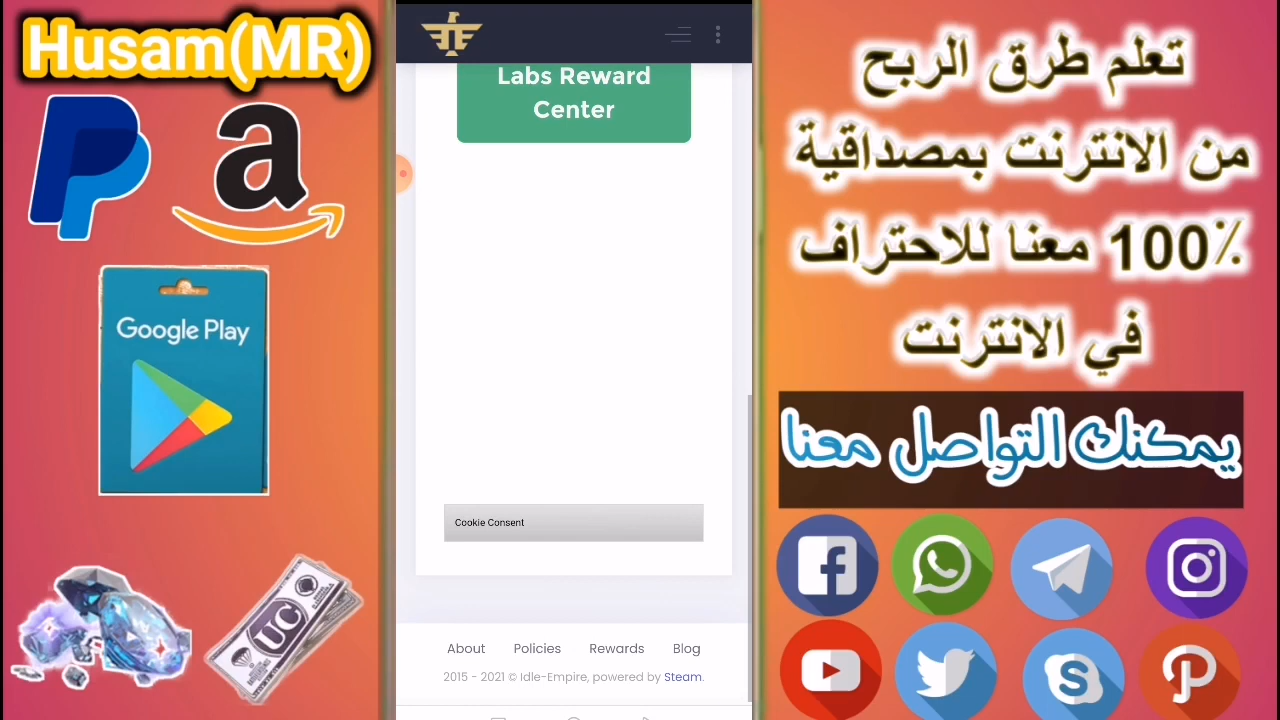 Husam(MR)
Google Play
UC
Labs Reward
Center
Cookie Consent
About Policies Rewards Blog
2015 - 2021 © Idle-Empire, powered by Steam.
تعلم طرق الربح
من الانترنت بمصداقية
100٪ معنا للاحتراف
في الانترنت
يمكنك التواصل معنا